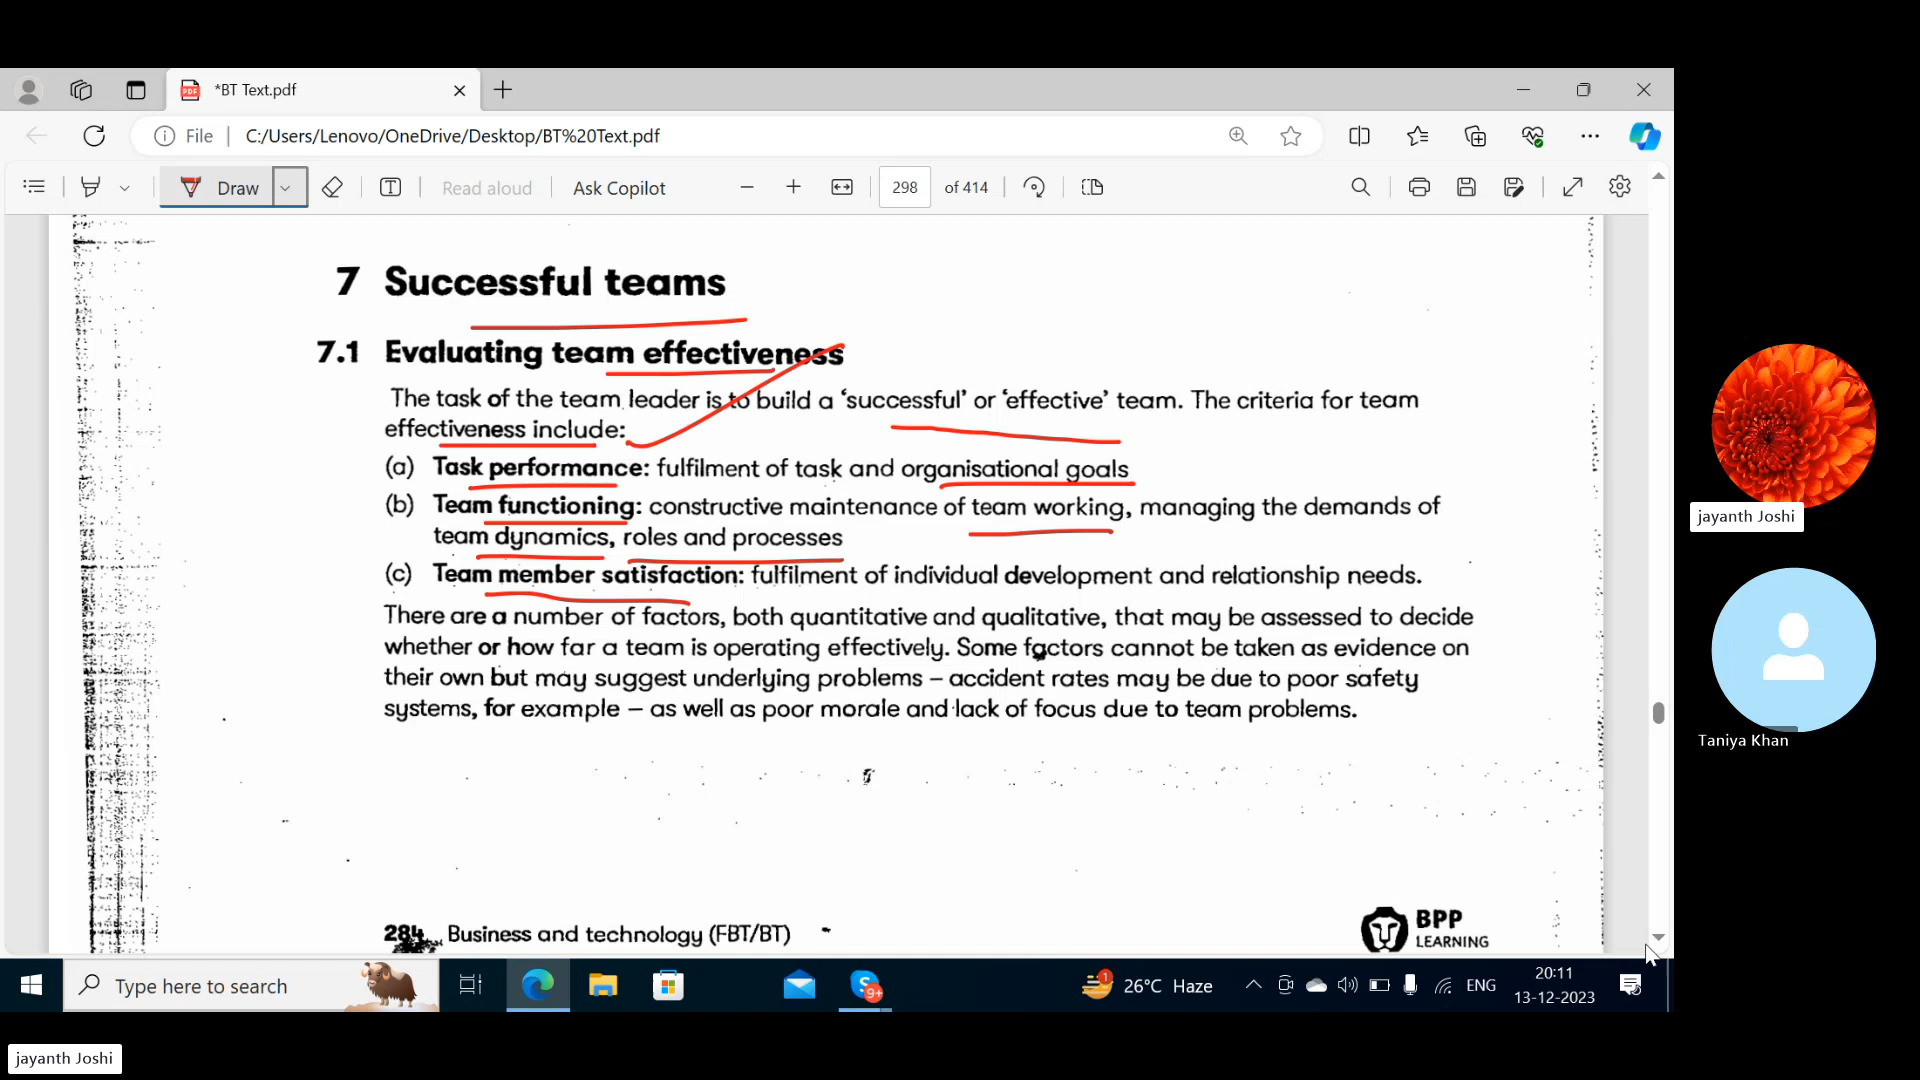 *BT Text.pdf
File
C:/Users/Lenovo/OneDrive/Desktop/BT%20Text.pdf
Draw
Read aloud
Ask Copilot
298 of 414
7 Successful teams
7.1 Evaluating team effectiveness
The task of the team leader is to build a ‘successful’ or ‘effective’ team. The criteria for team
effectiveness include:
(a) Task performance: fulfilment of task and organisational goals
(b) Team functioning: constructive maintenance of team working, managing the demands of
team dynamics, roles and processes
(c) Team member satisfaction: fulfilment of individual development and relationship needs.
There are a number of factors, both quantitative and qualitative, that may be assessed to decide
whether or how far a team is operating effectively. Some factors cannot be taken as evidence on
their own but may suggest underlying problems – accident rates may be due to poor safety
systems, for example – as well as poor morale and lack of focus due to team problems.
284 Business and technology (FBT/BT)
BPP
LEARNING
jayanth Joshi
Taniya Khan
Type here to search
9+
1
26°C Haze
ENG
20:11
13-12-2023
jayanth Joshi